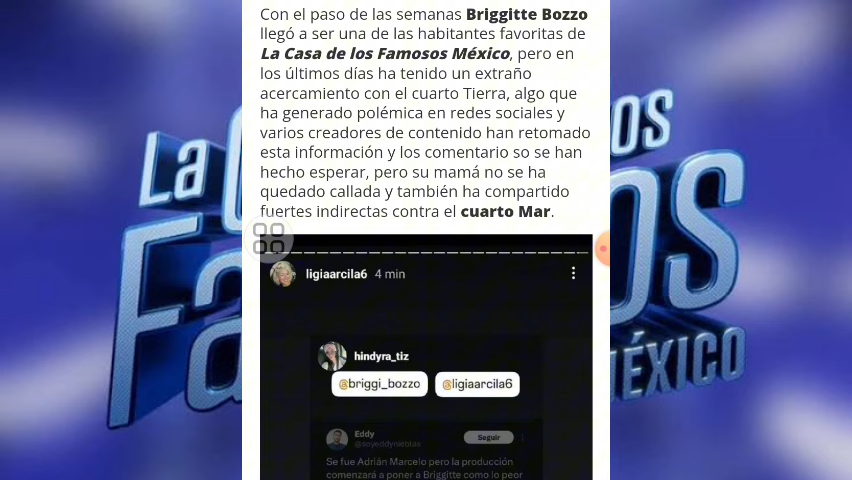 Con el paso de las semanas Briggitte Bozzo
llegó a ser una de las habitantes favoritas de
La Casa de los Famosos México, pero en
los últimos días ha tenido un extraño
acercamiento con el cuarto Tierra, algo que
ha generado polémica en redes sociales y
varios creadores de contenido han retomado
esta información y los comentario so se han
hecho esperar, pero su mamá no se ha
quedado callada y también ha compartido
fuertes indirectas contra el cuarto Mar.
ligiaarcila6 4 min
hindyra_tiz
@briggi_bozzo @ligiaarcila6
Eddy
@soyeddynieblas
Seguir
Se fue Adrián Marcelo pero la producción
comenzará a poner a Briggitte como lo peor
La
Fa
OS
OS
MÉXICO